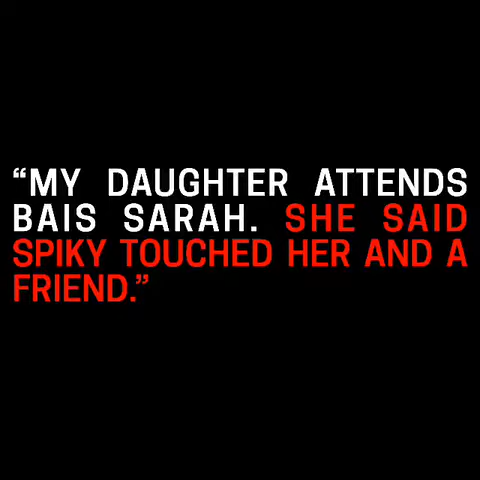 “MY DAUGHTER ATTENDS
BAIS SARAH. SHE SAID
SPIKY TOUCHED HER AND A
FRIEND.”